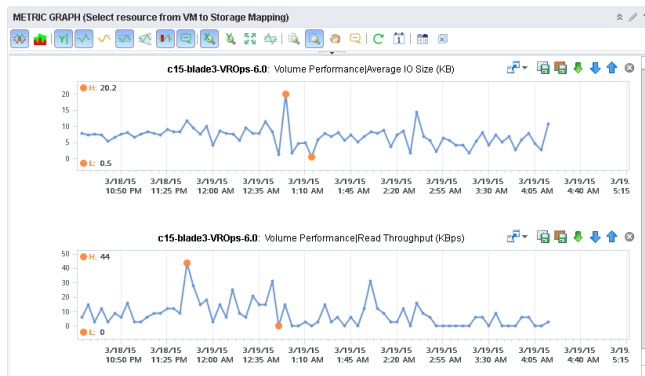 METRIC GRAPH (Select resource from VM to Storage Mapping)
c15-blade3-VROps-6.0: Volume Performance|Average IO Size (KB)
H: 20.2
20
15
10
5
0
L: 0.5
3/18/15 3/18/15 3/19/15 3/19/15 3/19/15 3/19/15 3/19/15 3/19/15 3/19/15 3/19/15 3/19/15 3/19.
10:50 PM 11:25 PM 12:00 AM 12:35 AM 1:10 AM 1:45 AM 2:20 AM 2:55 AM 3:30 AM 4:05 AM 4:40 AM 5:15
c15-blade3-VROps-6.0: Volume Performance|Read Throughput (KBps)
50
H: 44
40
30
20
10
0
L: 0
3/18/15 3/18/15 3/19/15 3/19/15 3/19/15 3/19/15 3/19/15 3/19/15 3/19/15 3/19/15 3/19/15 3/19.
10:50 PM 11:25 PM 12:00 AM 12:35 AM 1:10 AM 1:45 AM 2:20 AM 2:55 AM 3:30 AM 4:05 AM 4:40 AM 5:15